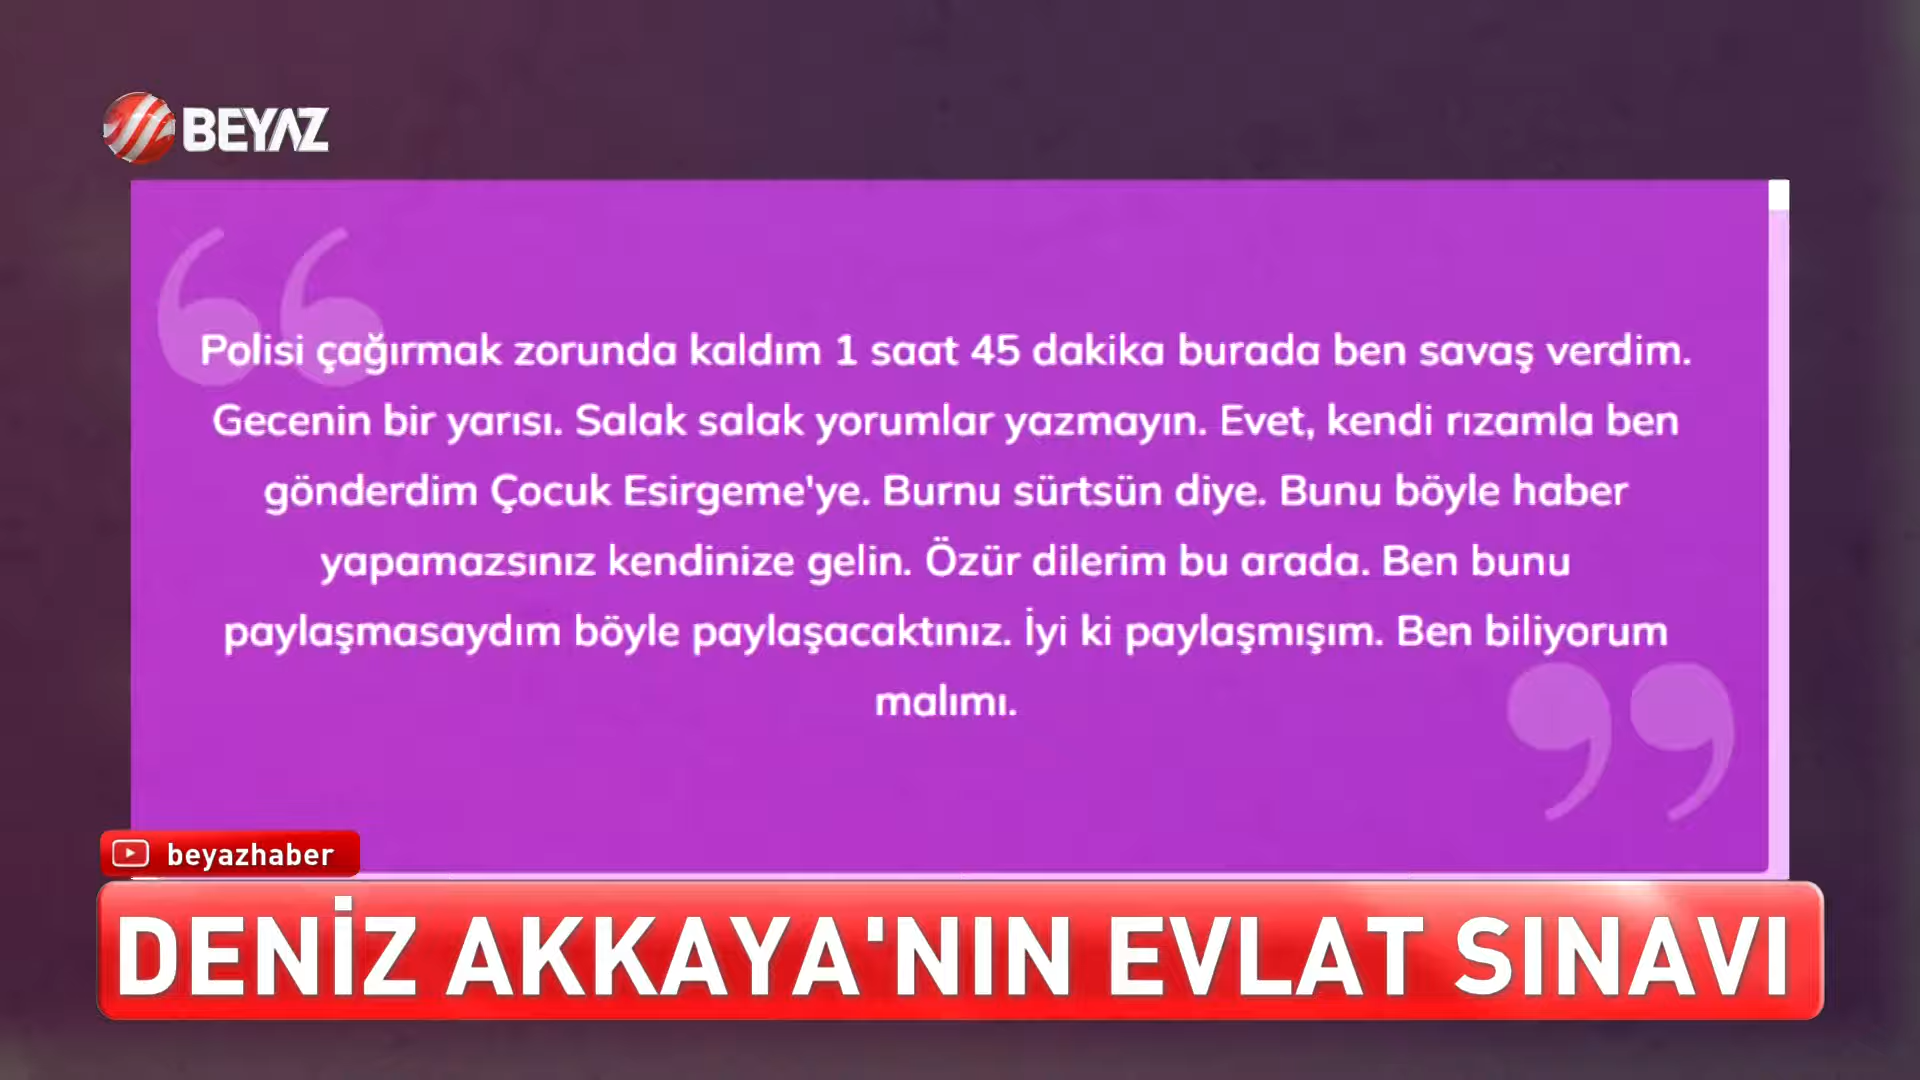 BEYAZ
Polisi çağırmak zorunda kaldım 1 saat 45 dakika burada ben savaş verdim.
Gecenin bir yarısı. Salak salak yorumlar yazmayın. Evet, kendi rızamla ben
gönderdim Çocuk Esirgeme'ye. Burnu sürtsün diye. Bunu böyle haber
yapamazsınız kendinize gelin. Özür dilerim bu arada. Ben bunu
paylaşmasaydım böyle paylaşacaktınız. İyi ki paylaşmışım. Ben biliyorum
malımı.
beyazhaber
DENİZ AKKAYA'NIN EVLAT SINAVI